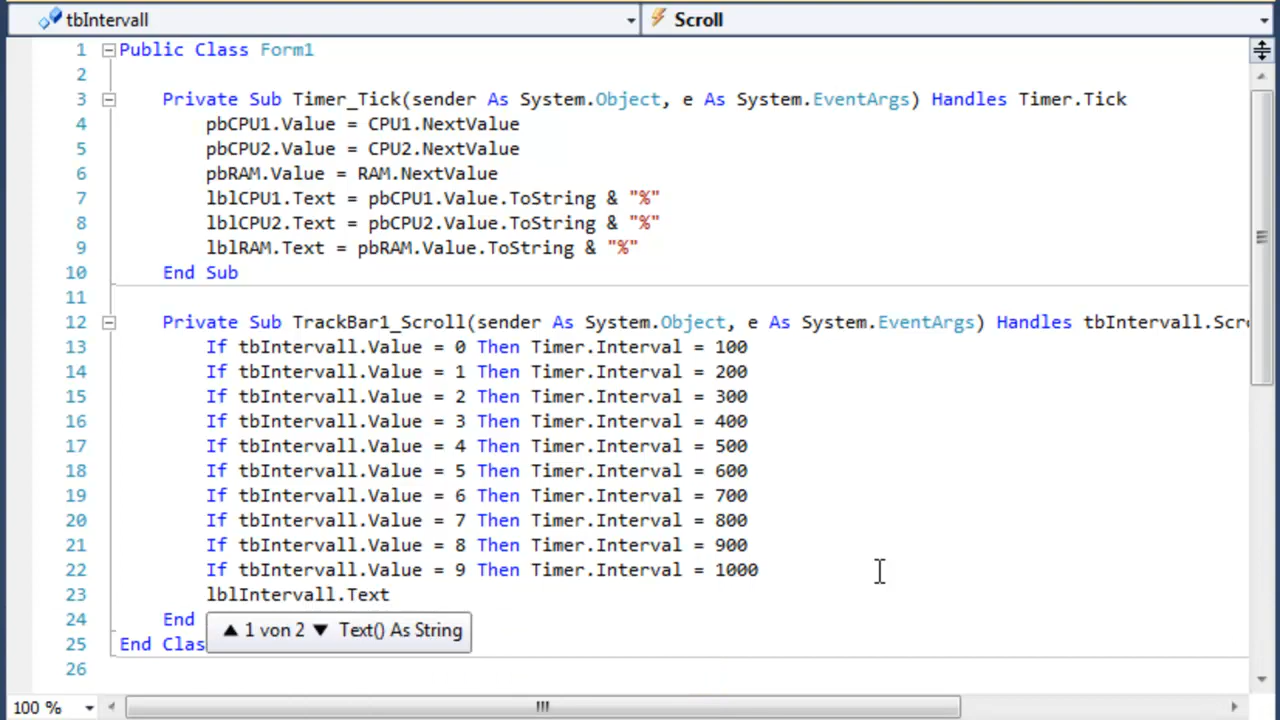 tbIntervall Scroll
1 Public Class Form1
2
3 Private Sub Timer_Tick(sender As System.Object, e As System.EventArgs) Handles Timer.Tick
4 pbCPU1.Value = CPU1.NextValue
5 pbCPU2.Value = CPU2.NextValue
6 pbRAM.Value = RAM.NextValue
7 lblCPU1.Text = pbCPU1.Value.ToString & "%"
8 lblCPU2.Text = pbCPU2.Value.ToString & "%"
9 lblRAM.Text = pbRAM.Value.ToString & "%"
10 End Sub
11
12 Private Sub TrackBar1_Scroll(sender As System.Object, e As System.EventArgs) Handles tbIntervall.Scro
13 If tbIntervall.Value = 0 Then Timer.Interval = 100
14 If tbIntervall.Value = 1 Then Timer.Interval = 200
15 If tbIntervall.Value = 2 Then Timer.Interval = 300
16 If tbIntervall.Value = 3 Then Timer.Interval = 400
17 If tbIntervall.Value = 4 Then Timer.Interval = 500
18 If tbIntervall.Value = 5 Then Timer.Interval = 600
19 If tbIntervall.Value = 6 Then Timer.Interval = 700
20 If tbIntervall.Value = 7 Then Timer.Interval = 800
21 If tbIntervall.Value = 8 Then Timer.Interval = 900
22 If tbIntervall.Value = 9 Then Timer.Interval = 1000
23 lblIntervall.Text
24 End
▲ 1 von 2 ▼ Text() As String
25 End Clas
26
100 %